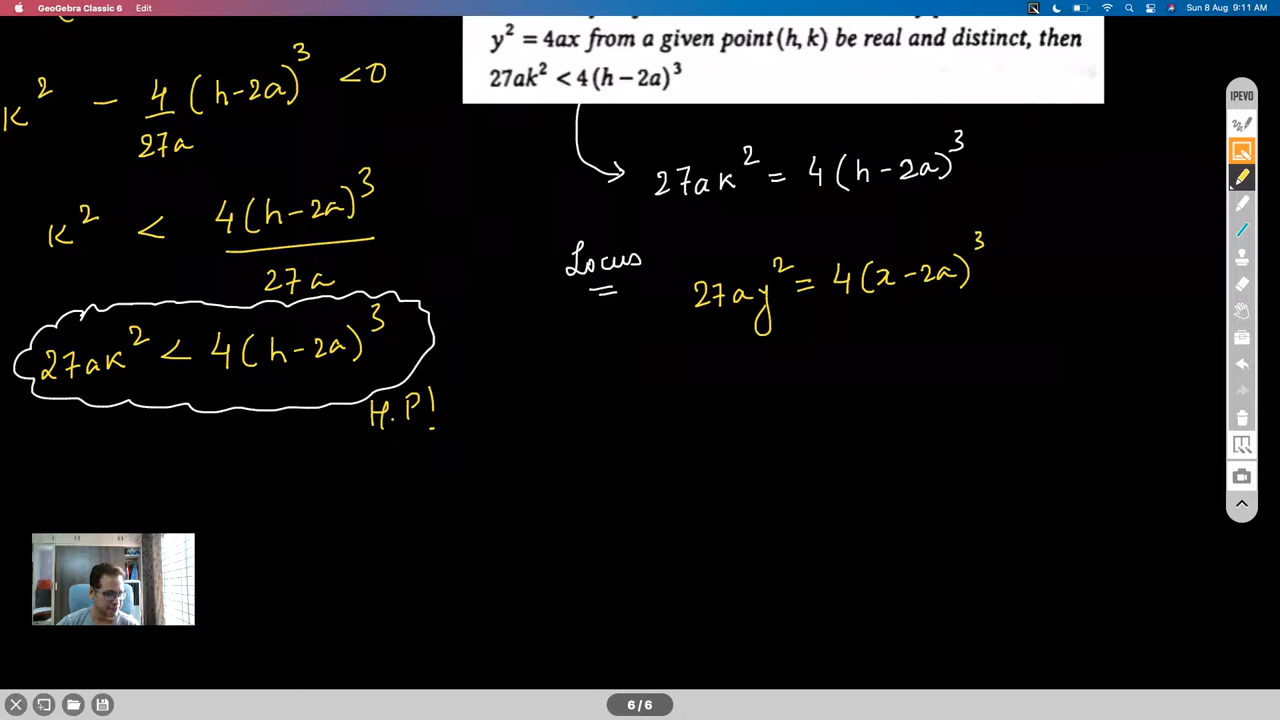 GeoGebra Classic 6 Edit Sun 8 Aug 9:11 AM
y² = 4ax from a given point (h, k) be real and distinct, then
27ak² < 4(h − 2a)³
K² − 4/27a (h-2a)³ < 0
K² < 4(h-2a)³/27a
27aK² < 4(h-2a)³
H.P!
27aK² = 4(h-2a)³
Locus
27ay² = 4(x-2a)³
IPEVO
6 / 6